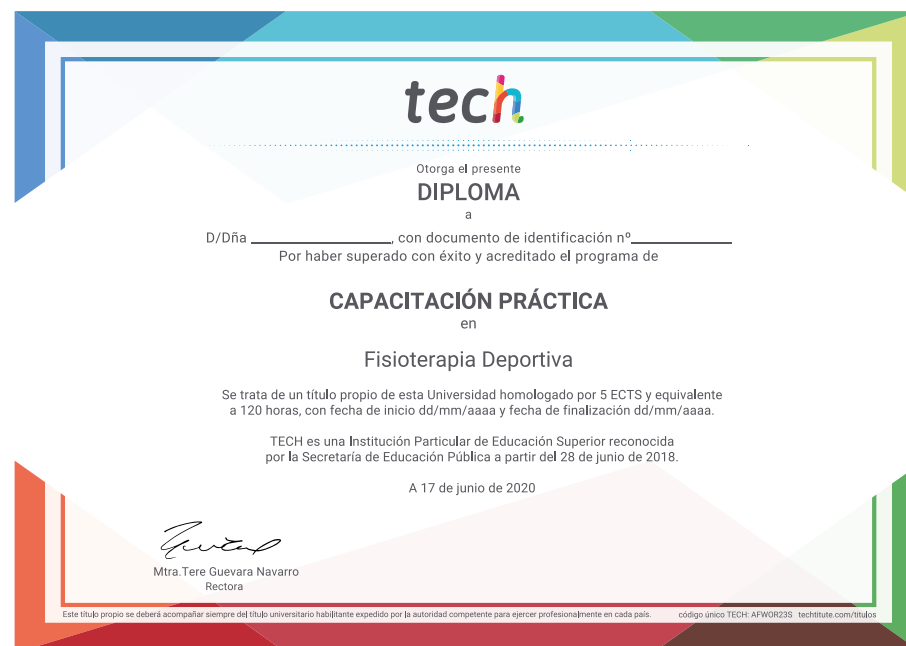 tech
Otorga el presente
DIPLOMA
a
D/Dña ____________________, con documento de identificación nº______________
Por haber superado con éxito y acreditado el programa de
CAPACITACIÓN PRÁCTICA
en
Fisioterapia Deportiva
Se trata de un título propio de esta Universidad homologado por 5 ECTS y equivalente
a 120 horas, con fecha de inicio dd/mm/aaaa y fecha de finalización dd/mm/aaaa.
TECH es una Institución Particular de Educación Superior reconocida
por la Secretaría de Educación Pública a partir del 28 de junio de 2018.
A 17 de junio de 2020
Mtra.Tere Guevara Navarro
Rectora
Este título propio se deberá acompañar siempre del título universitario habilitante expedido por la autoridad competente para ejercer profesionalmente en cada país. código único TECH: AFWOR23S techtitute.com/titulos